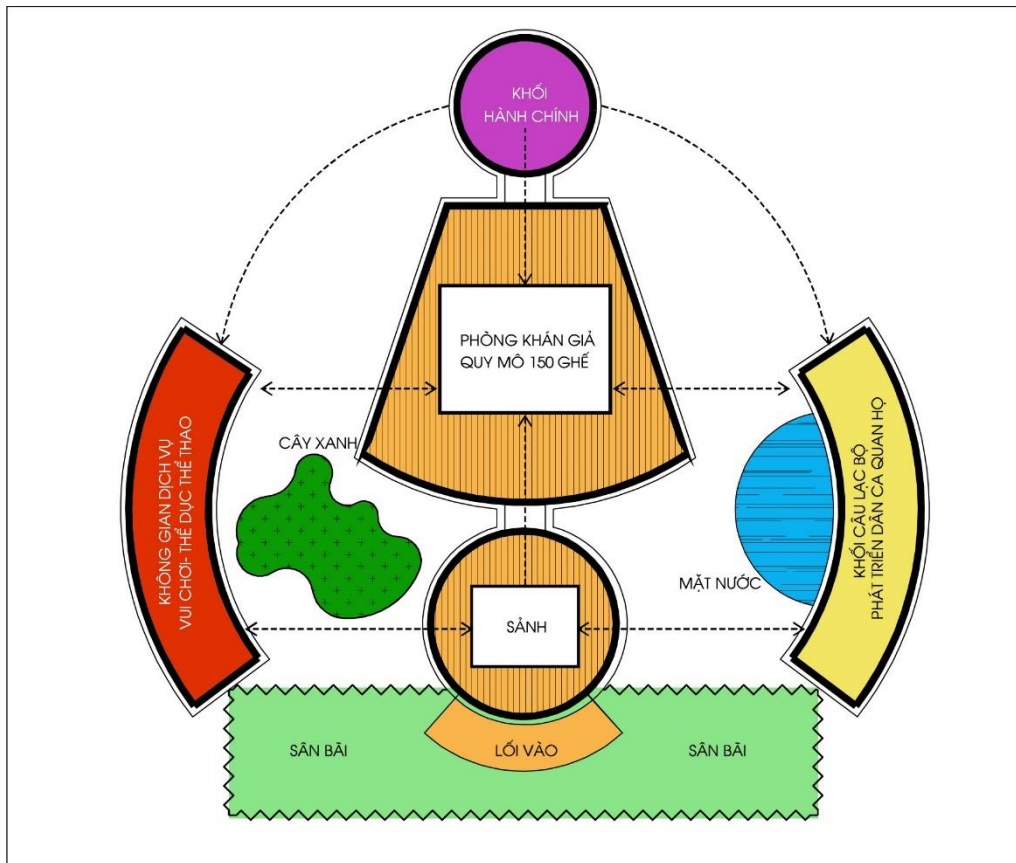 KHỐI
HÀNH CHÍNH
PHÒNG KHÁN GIẢ
QUY MÔ 150 GHẾ
CÂY XANH
KHÔNG GIAN DỊCH VỤ
VUI CHƠI- THỂ DỤC THỂ THAO
KHỐI CÂU LẠC BỘ
PHÁT TRIỂN DÂN CA QUAN HỌ
MẶT NƯỚC
SẢNH
SÂN BÃI
LỐI VÀO
SÂN BÃI